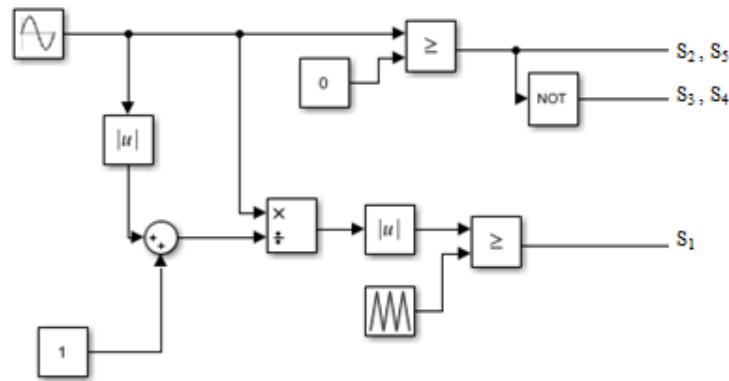 ≥
S₂, S₅
0
NOT
S₃, S₄
|u|
×
÷
|u|
≥
S₁
+
+
1